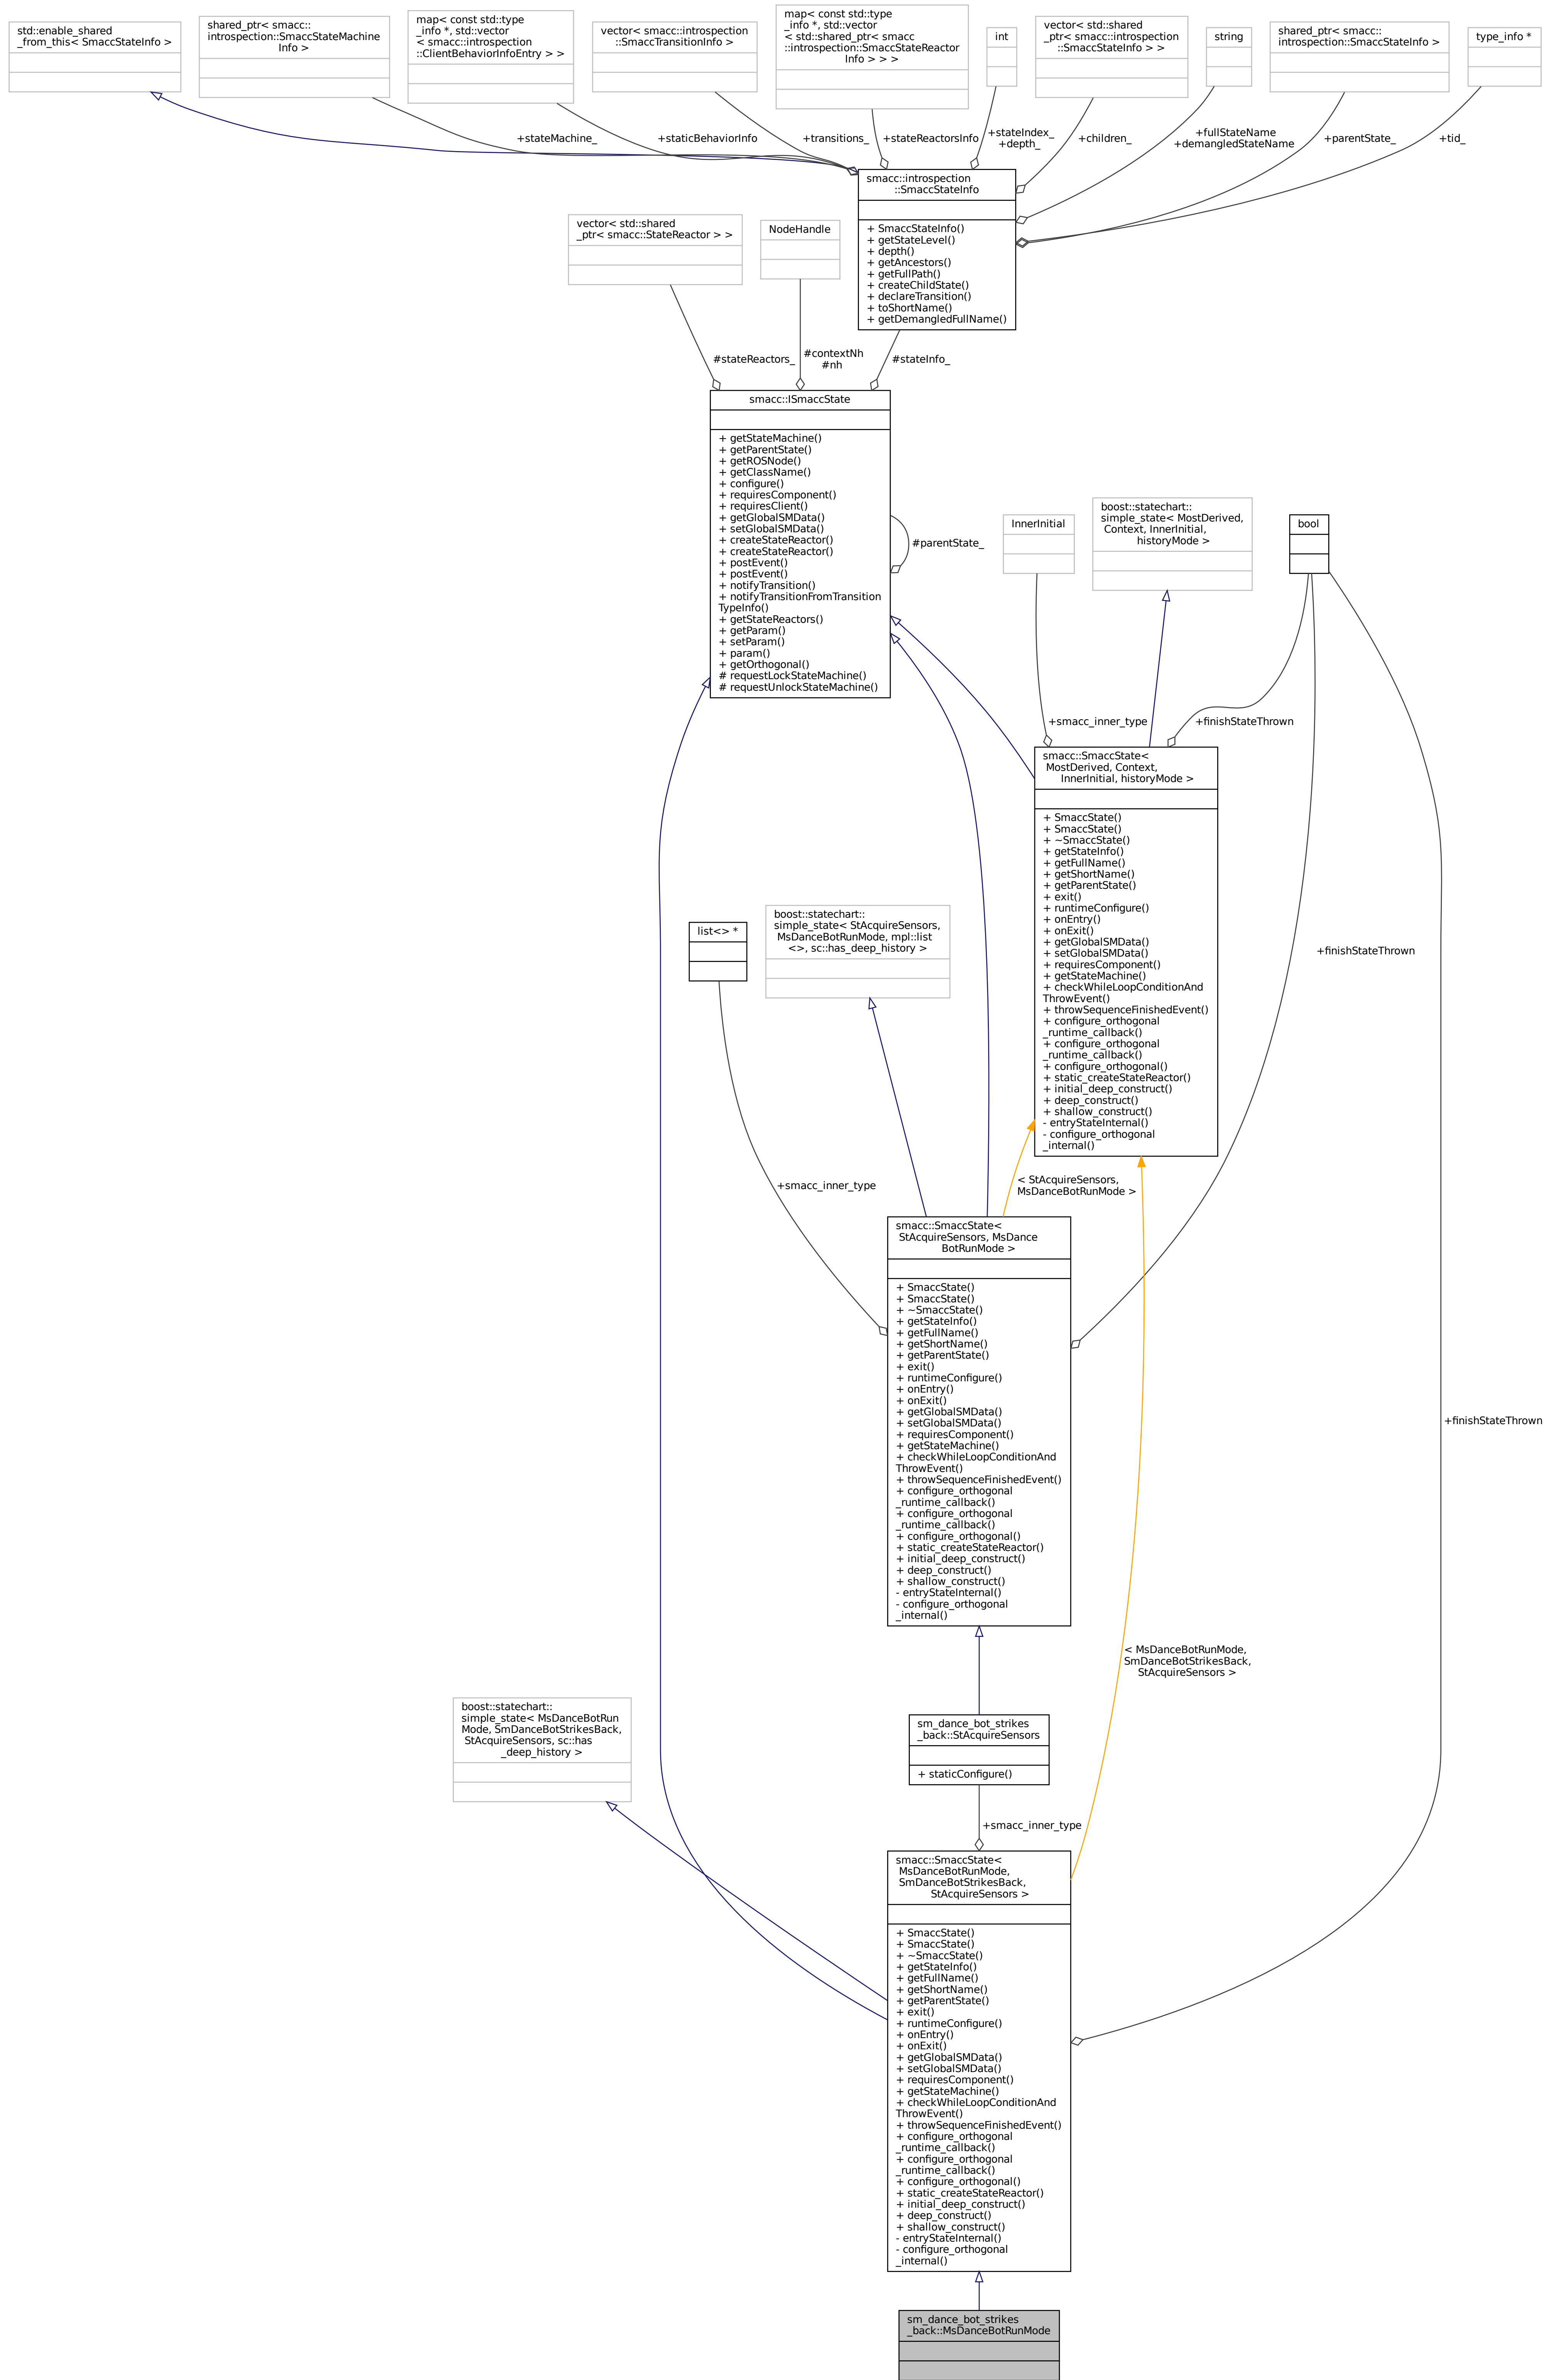 std::enable_shared
_from_this< SmaccStateInfo >
shared_ptr< smacc::
introspection::SmaccStateMachine
Info >
map< const std::type
_info *, std::vector
< smacc::introspection
::ClientBehaviorInfoEntry > >
vector< smacc::introspection
::SmaccTransitionInfo >
map< const std::type
_info *, std::vector
< std::shared_ptr< smacc
::introspection::SmaccStateReactor
Info > > >
int
vector< std::shared
_ptr< smacc::introspection
::SmaccStateInfo > >
string
shared_ptr< smacc::
introspection::SmaccStateInfo >
type_info *
+stateMachine_
+staticBehaviorInfo
+transitions_
+stateReactorsInfo
+stateIndex_
+depth_
+children_
+fullStateName
+demangledStateName
+parentState_
+tid_
smacc::introspection
::SmaccStateInfo
+ SmaccStateInfo()
+ getStateLevel()
+ depth()
+ getAncestors()
+ getFullPath()
+ createChildState()
+ declareTransition()
+ toShortName()
+ getDemangledFullName()
vector< std::shared
_ptr< smacc::StateReactor > >
NodeHandle
#stateReactors_
#contextNh
#nh
#stateInfo_
smacc::ISmaccState
+ getStateMachine()
+ getParentState()
+ getROSNode()
+ getClassName()
+ configure()
+ requiresComponent()
+ requiresClient()
+ getGlobalSMData()
+ setGlobalSMData()
+ createStateReactor()
+ createStateReactor()
+ postEvent()
+ postEvent()
+ notifyTransition()
+ notifyTransitionFromTransition
TypeInfo()
+ getStateReactors()
+ getParam()
+ setParam()
+ param()
+ getOrthogonal()
# requestLockStateMachine()
# requestUnlockStateMachine()
#parentState_
InnerInitial
boost::statechart::
simple_state< MostDerived,
Context, InnerInitial,
historyMode >
bool
+smacc_inner_type
+finishStateThrown
smacc::SmaccState<
MostDerived, Context,
InnerInitial, historyMode >
+ SmaccState()
+ SmaccState()
+ ~SmaccState()
+ getStateInfo()
+ getFullName()
+ getShortName()
+ getParentState()
+ exit()
+ runtimeConfigure()
+ onEntry()
+ onExit()
+ getGlobalSMData()
+ setGlobalSMData()
+ requiresComponent()
+ getStateMachine()
+ checkWhileLoopConditionAnd
ThrowEvent()
+ throwSequenceFinishedEvent()
+ configure_orthogonal
_runtime_callback()
+ configure_orthogonal
_runtime_callback()
+ configure_orthogonal()
+ static_createStateReactor()
+ initial_deep_construct()
+ deep_construct()
+ shallow_construct()
- entryStateInternal()
- configure_orthogonal
_internal()
list<> *
boost::statechart::
simple_state< StAcquireSensors,
MsDanceBotRunMode, mpl::list
<>, sc::has_deep_history >
+finishStateThrown
+smacc_inner_type
< StAcquireSensors,
MsDanceBotRunMode >
smacc::SmaccState<
StAcquireSensors, MsDance
BotRunMode >
+ SmaccState()
+ SmaccState()
+ ~SmaccState()
+ getStateInfo()
+ getFullName()
+ getShortName()
+ getParentState()
+ exit()
+ runtimeConfigure()
+ onEntry()
+ onExit()
+ getGlobalSMData()
+ setGlobalSMData()
+ requiresComponent()
+ getStateMachine()
+ checkWhileLoopConditionAnd
ThrowEvent()
+ throwSequenceFinishedEvent()
+ configure_orthogonal
_runtime_callback()
+ configure_orthogonal
_runtime_callback()
+ configure_orthogonal()
+ static_createStateReactor()
+ initial_deep_construct()
+ deep_construct()
+ shallow_construct()
- entryStateInternal()
- configure_orthogonal
_internal()
+finishStateThrown
< MsDanceBotRunMode,
SmDanceBotStrikesBack,
StAcquireSensors >
boost::statechart::
simple_state< MsDanceBotRun
Mode, SmDanceBotStrikesBack,
StAcquireSensors, sc::has
_deep_history >
sm_dance_bot_strikes
_back::StAcquireSensors
+ staticConfigure()
+smacc_inner_type
smacc::SmaccState<
MsDanceBotRunMode,
SmDanceBotStrikesBack,
StAcquireSensors >
+ SmaccState()
+ SmaccState()
+ ~SmaccState()
+ getStateInfo()
+ getFullName()
+ getShortName()
+ getParentState()
+ exit()
+ runtimeConfigure()
+ onEntry()
+ onExit()
+ getGlobalSMData()
+ setGlobalSMData()
+ requiresComponent()
+ getStateMachine()
+ checkWhileLoopConditionAnd
ThrowEvent()
+ throwSequenceFinishedEvent()
+ configure_orthogonal
_runtime_callback()
+ configure_orthogonal
_runtime_callback()
+ configure_orthogonal()
+ static_createStateReactor()
+ initial_deep_construct()
+ deep_construct()
+ shallow_construct()
- entryStateInternal()
- configure_orthogonal
_internal()
sm_dance_bot_strikes
_back::MsDanceBotRunMode